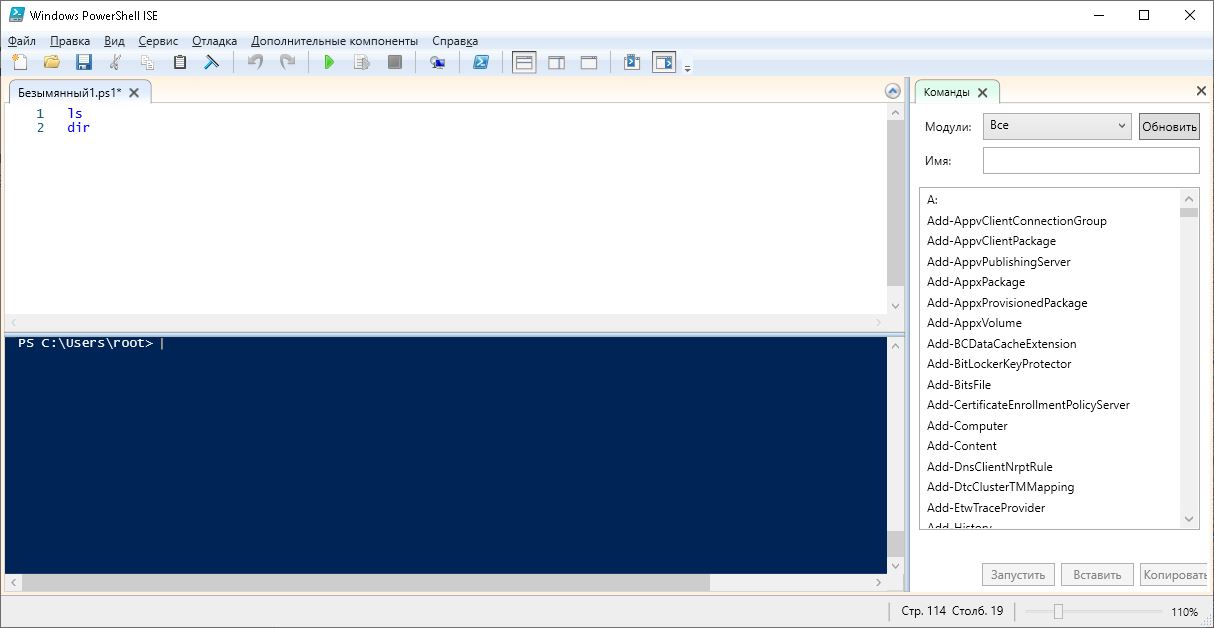 Windows PowerShell ISE
Файл Правка Вид Сервис Отладка Дополнительные компоненты Справка
Безымянный1.ps1*
1 ls
2 dir
PS C:\Users\root>
Команды
Модули: Все Обновить
Имя:
A:
Add-AppvClientConnectionGroup
Add-AppvClientPackage
Add-AppvPublishingServer
Add-AppxPackage
Add-AppxProvisionedPackage
Add-AppxVolume
Add-BCDataCacheExtension
Add-BitLockerKeyProtector
Add-BitsFile
Add-CertificateEnrollmentPolicyServer
Add-Computer
Add-Content
Add-DnsClientNrptRule
Add-DtcClusterTMMapping
Add-EtwTraceProvider
Add-History
Запустить Вставить Копировать
Стр. 114 Столб. 19 110%